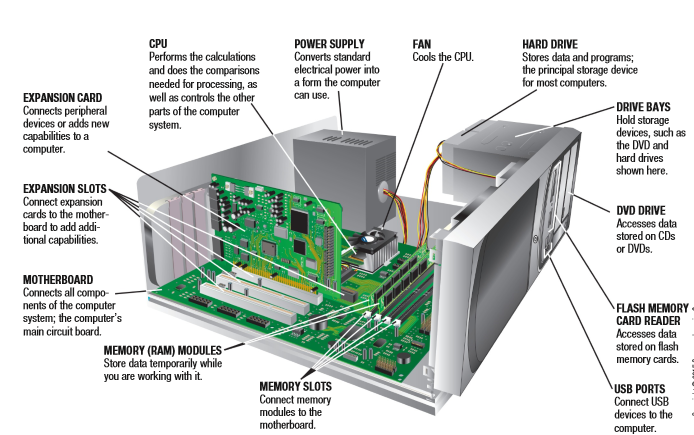 CPU
Performs the calculations
and does the comparisons
needed for processing, as
well as controls the other
parts of the computer
system.
POWER SUPPLY
Converts standard
electrical power into
a form the computer
can use.
FAN
Cools the CPU.
HARD DRIVE
Stores data and programs;
the principal storage device
for most computers.
EXPANSION CARD
Connects peripheral
devices or adds new
capabilities to a
computer.
DRIVE BAYS
Hold storage
devices, such as
the DVD and
hard drives
shown here.
EXPANSION SLOTS
Connect expansion
cards to the mother-
board to add addi-
tional capabilities.
DVD DRIVE
Accesses data
stored on CDs
or DVDs.
MOTHERBOARD
Connects all compo-
nents of the computer
system; the computer's
main circuit board.
FLASH MEMORY
CARD READER
Accesses data
stored on flash
memory cards.
MEMORY (RAM) MODULES
Store data temporarily while
you are working with it.
MEMORY SLOTS
Connect memory
modules to the
motherboard.
USB PORTS
Connect USB
devices to the
computer.